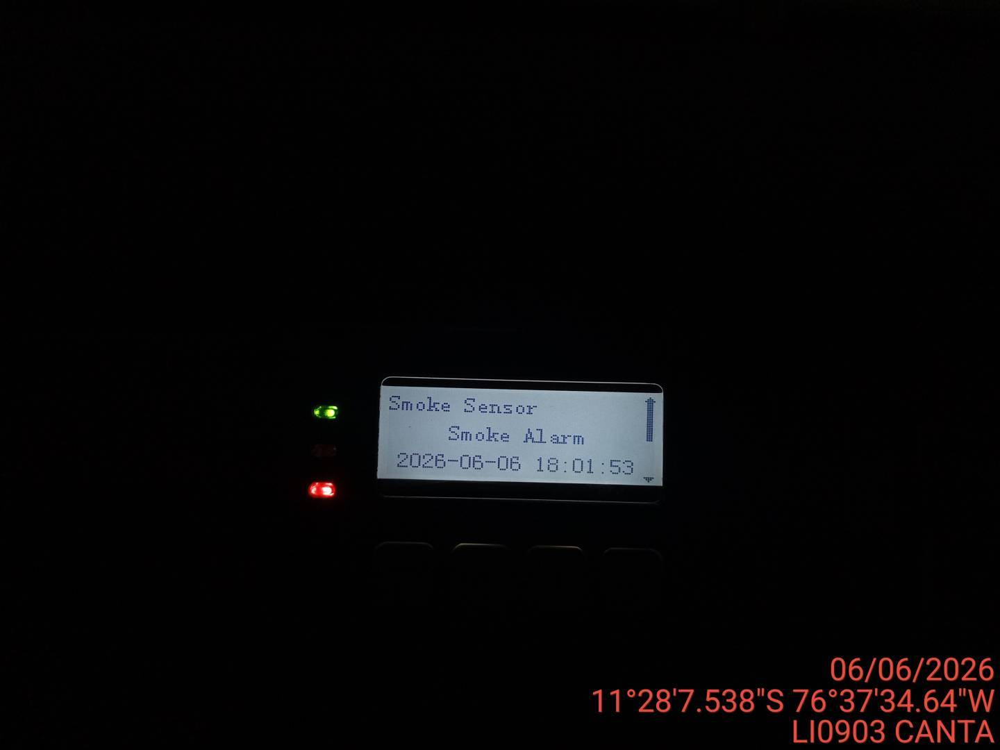 Smoke Sensor
Smoke Alarm
2026-06-06 18:01:53
06/06/2026
11°28'7.538"S 76°37'34.64"W
LI0903 CANTA